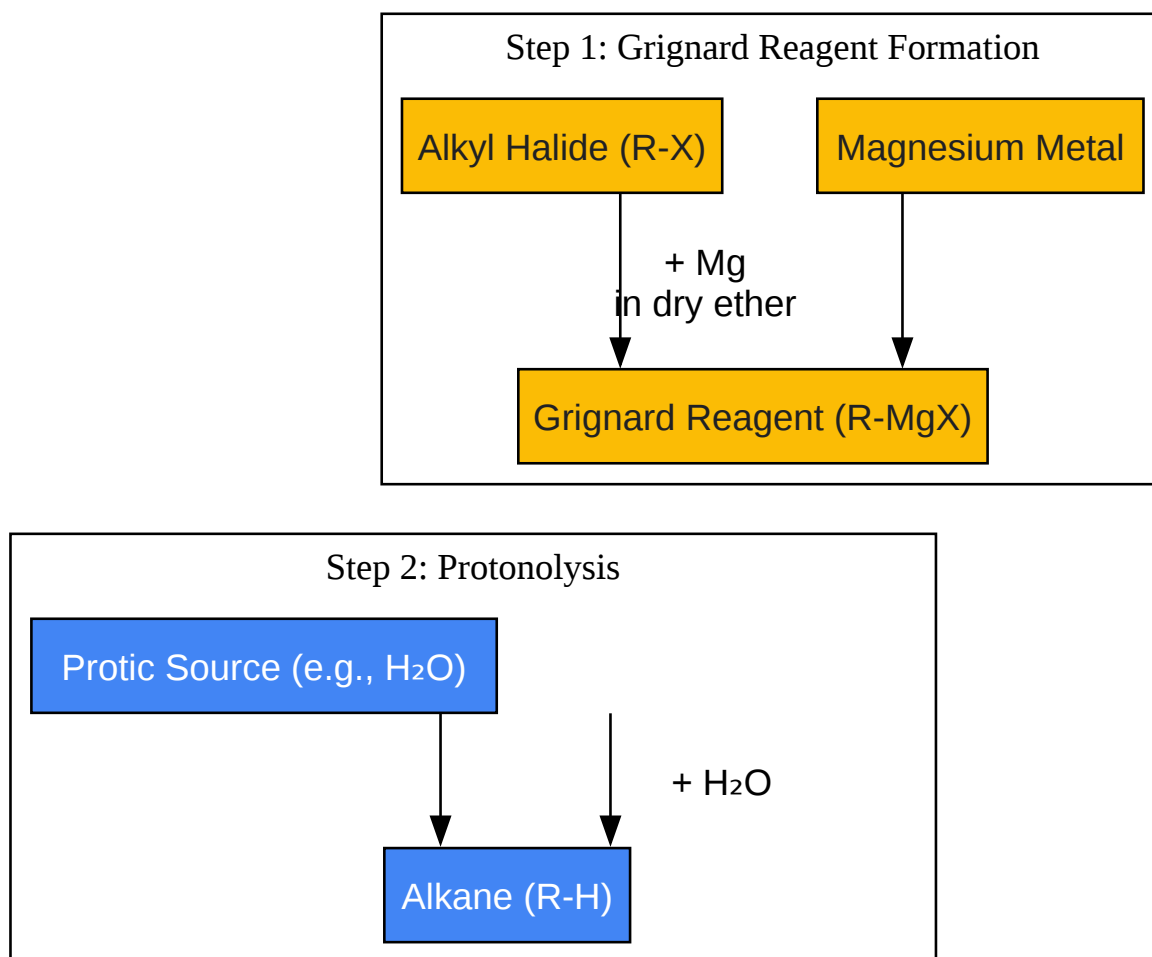 Step 1: Grignard Reagent Formation
Alkyl Halide (R-X)
Magnesium Metal
+ Mg
in dry ether
Grignard Reagent (R-MgX)
Step 2: Protonolysis
Protic Source (e.g., H₂O)
+ H₂O
Alkane (R-H)